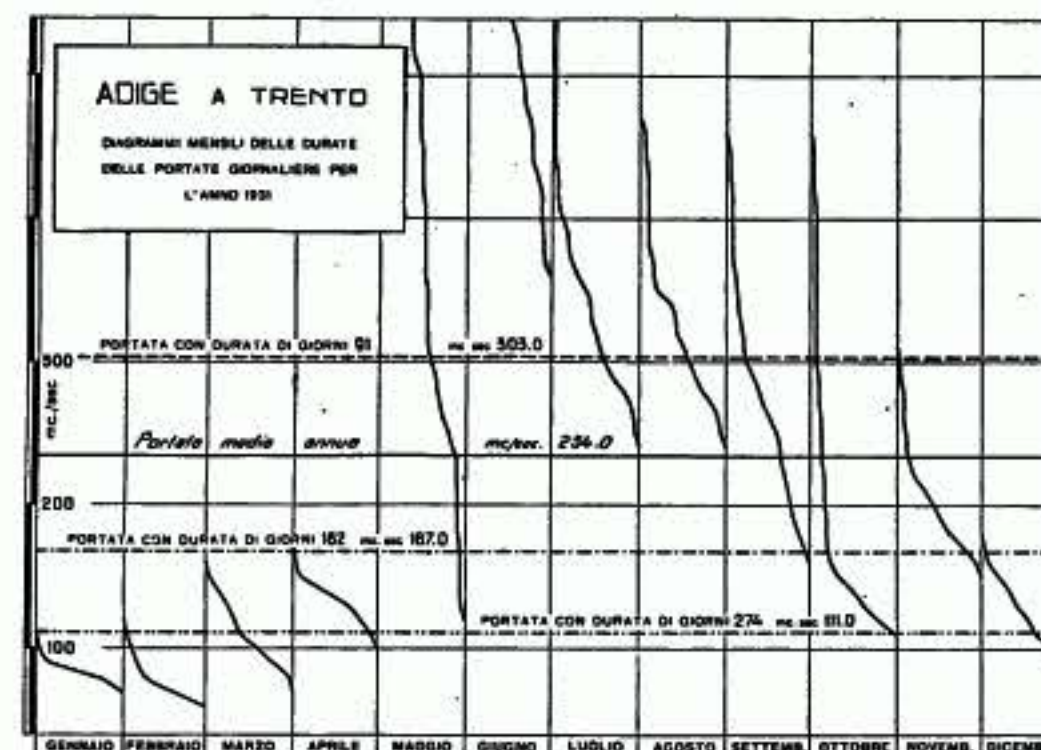 ADIGE A TRENTO
DIAGRAMMI MENSILI DELLE DURATE
DELLE PORTATE GIORNALIERE PER
L'ANNO 1951
PORTATA CON DURATA DI GIORNI 91 mc sec 303.0
300
mc./sec
Portata media annua mc/sec. 234.0
200
PORTATA CON DURATA DI GIORNI 182 mc. sec 167.0
PORTATA CON DURATA DI GIORNI 274 mc sec 111.0
100
GENNAIO FEBBRAIO MARZO APRILE MAGGIO GIUGNO LUGLIO AGOSTO SETTEMB. OTTOBRE NOVEMB. DICEMB